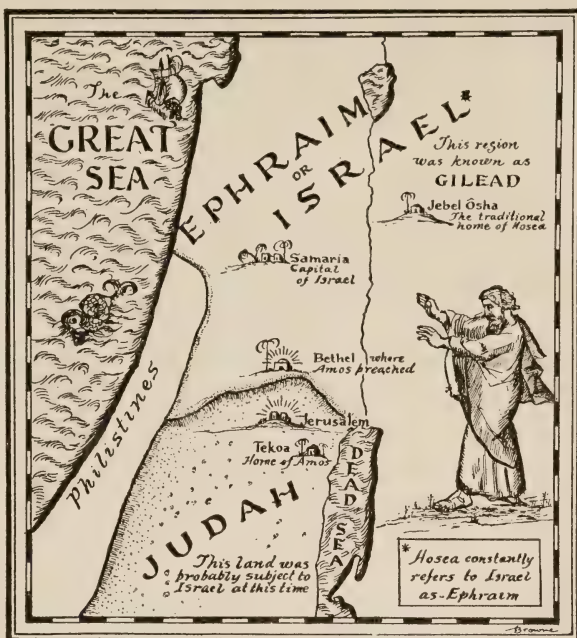 The
GREAT
SEA
EPHRAIM
OR
ISRAEL*
This region
was known as
GILEAD
Jebel Ôsha
The traditional
home of Hosea
Samaria
Capital
of Israel
Bethel where
Amos preached
Jerusalem
Tekoa
Home of Amos
Philistines
DEAD
SEA
JUDAH
This land was
probably subject to
Israel at this time
* Hosea constantly
refers to Israel
as-Ephraim
Browne